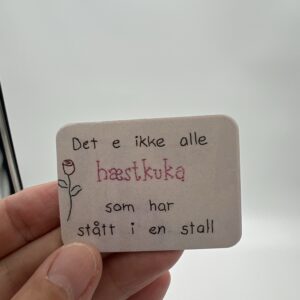 Det e ikke alle
hæstkuka
som har
stått i en stall